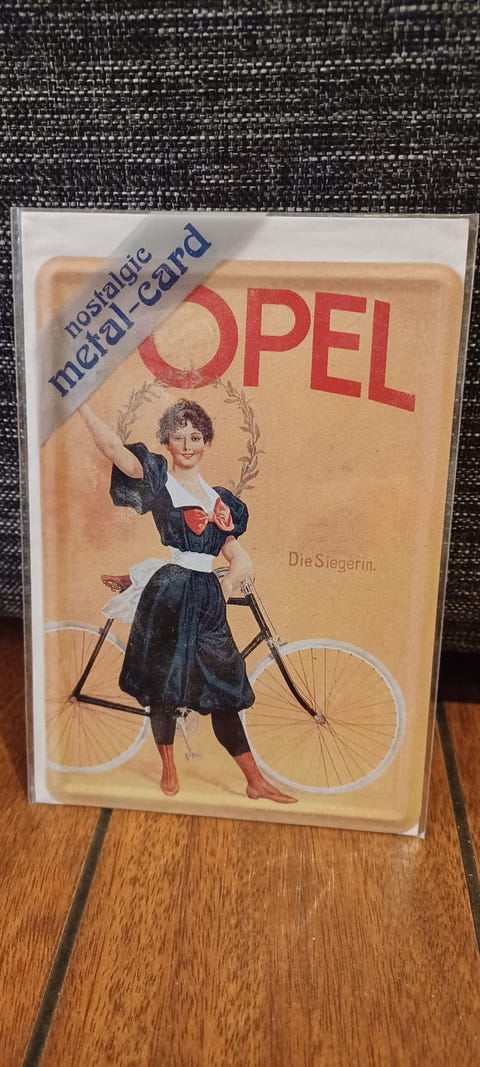 nostalgic
metal-card
OPEL
Die Siegerin.